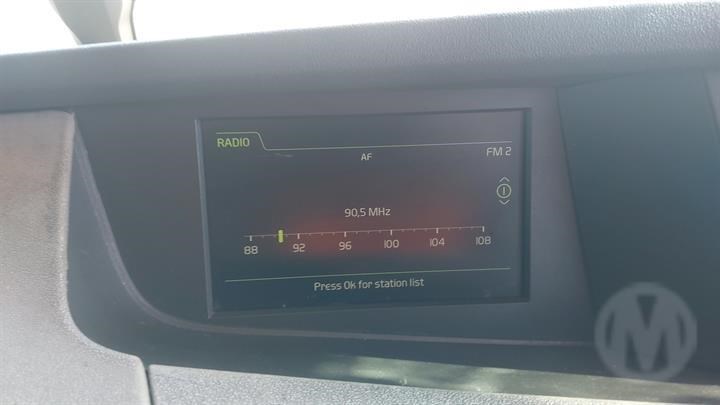 RADIO
AF
FM 2
90,5 MHz
88 92 96 100 104 108
Press Ok for station list
M